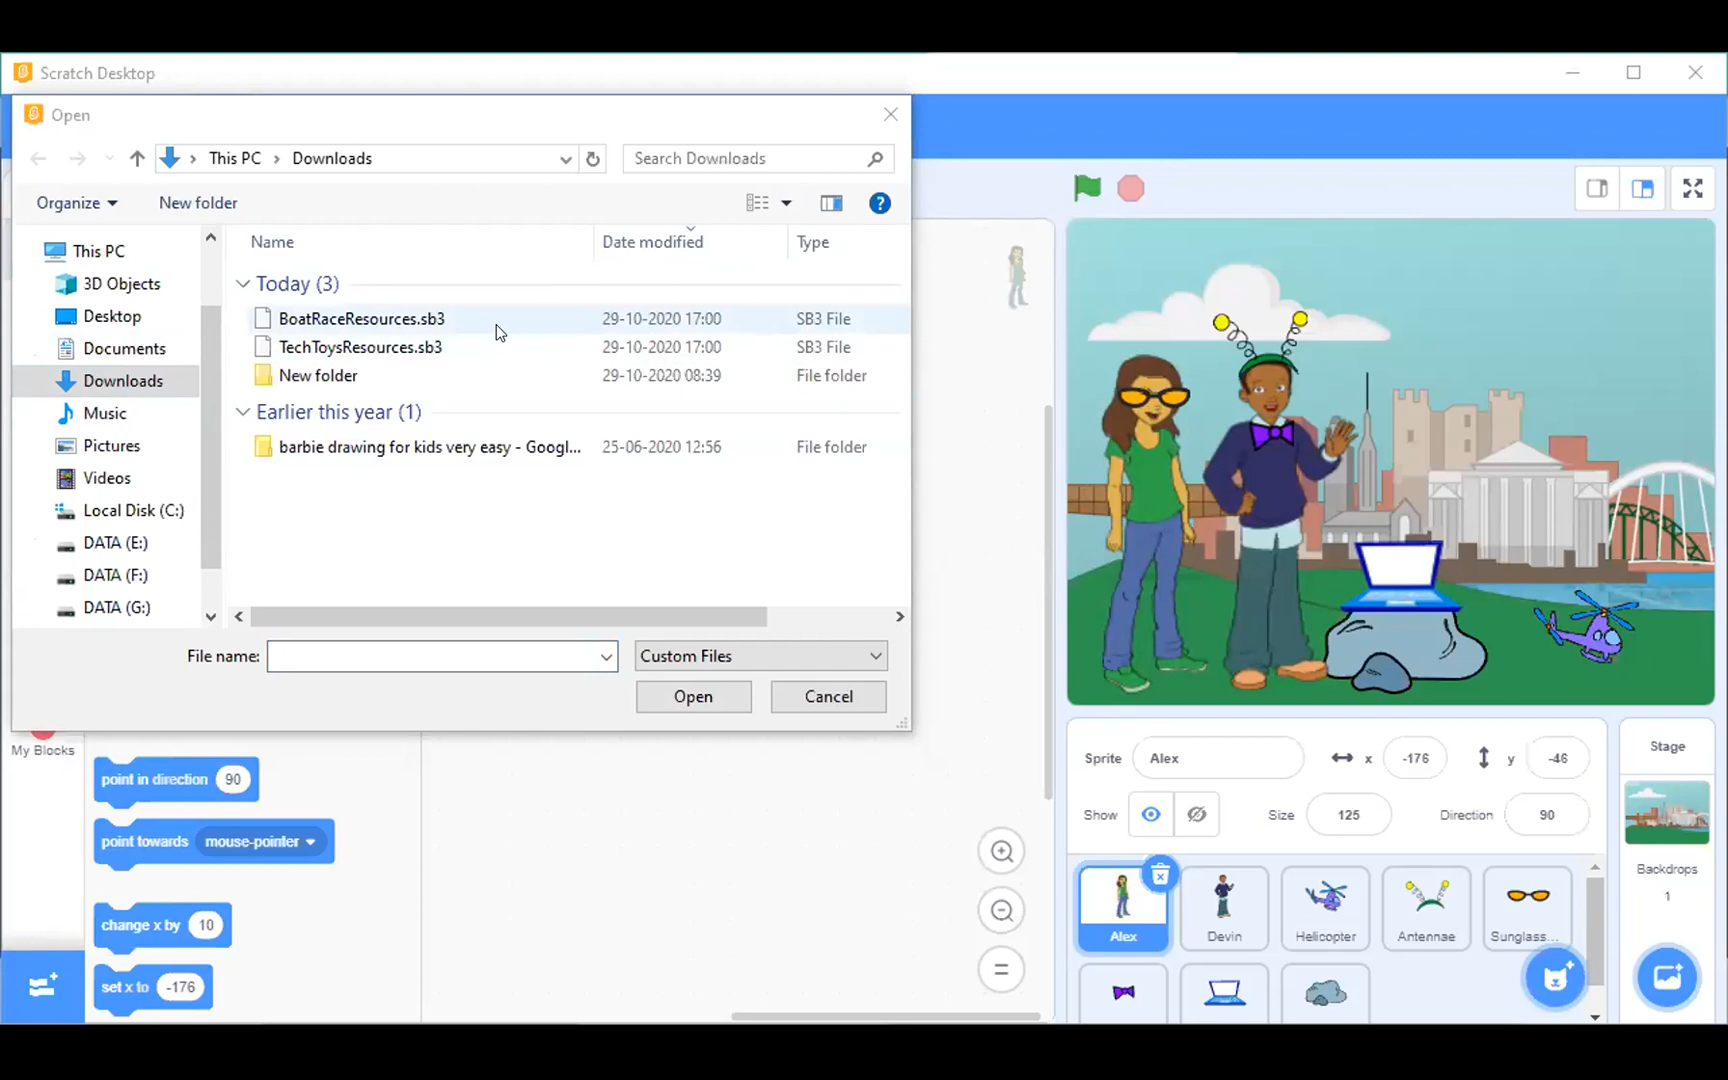 Scratch Desktop
Open
This PC > Downloads
Search Downloads
Organize
New folder
Name
Date modified
Type
This PC
3D Objects
Desktop
Documents
Downloads
Music
Pictures
Videos
Local Disk (C:)
DATA (E:)
DATA (F:)
DATA (G:)
Today (3)
BoatRaceResources.sb3 29-10-2020 17:00 SB3 File
TechToysResources.sb3 29-10-2020 17:00 SB3 File
New folder 29-10-2020 08:39 File folder
Earlier this year (1)
barbie drawing for kids very easy - Googl... 25-06-2020 12:56 File folder
File name:
Custom Files
Open
Cancel
My Blocks
point in direction 90
point towards mouse-pointer
change x by 10
set x to -176
Sprite Alex x -176 y -46
Show Size 125 Direction 90
Alex
Devin
Helicopter
Antennae
Sunglass...
Stage
Backdrops
1